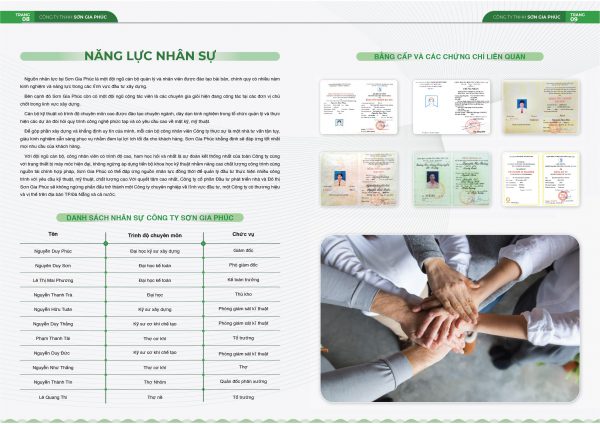 TRANG
08
CÔNG TY TNHH SƠN GIA PHÚC
NĂNG LỰC NHÂN SỰ
Nguồn nhân lực tại Sơn Gia Phúc là một đội ngũ cán bộ quản lý và nhân viên được đào tạo bài bản, chính quy có nhiều năm
kinh nghiệm và năng lực trong các lĩnh vực đầu tư xây dựng.
Bên cạnh đó Sơn Gia Phúc còn có một đội ngũ cộng tác viên là các chuyên gia giỏi hiện đang công tác tại các đơn vị chủ
chốt trong lĩnh vực xây dựng.
Cán bộ kỹ thuật có trình độ chuyên môn cao được đào tạo chuyên ngành, dày dạn kinh nghiệm trong tổ chức quản lý và thực
hiện các dự án đòi hỏi quy trình công nghệ phức tạp và có yêu cầu cao về mặt kỹ, mỹ thuật.
Để góp phần xây dựng và khẳng định uy tín của mình, mỗi cán bộ công nhân viên Công ty thực sự là một nhà tư vấn tận tụy,
giàu kinh nghiệm sẵn sàng phục vụ nhằm đem lại lợi ích tối đa cho khách hàng. Sơn Gia Phúc khẳng định sẽ đáp ứng tốt nhất
mọi nhu cầu của khách hàng.
Với đội ngũ cán bộ, công nhân viên có trình độ cao, ham học hỏi và nhất là sự đoàn kết thống nhất của toàn Công ty cùng
với trang thiết bị máy móc hiện đại, không ngừng áp dụng tiến bộ khoa học kỹ thuật nhằm nâng cao chất lượng công trình cùng
nguồn tài chính hợp pháp, Sơn Gia Phúc có thể đáp ứng nguồn nhân lực đồng thời để quản lý đầu tư thực hiện nhiều công
trình với yêu cầu kỹ thuật, mỹ thuật, chất lượng cao. Với quyết tâm cao nhất, Công ty cổ phần Đầu tư phát triển nhà và Đô thị
Sơn Gia Phúc sẽ không ngừng phấn đấu trở thành một Công ty chuyên nghiệp về lĩnh vực đầu tư, một Công ty có thương hiệu
và vị thế trên địa bàn TP.Đà Nẵng và cả nước.
DANH SÁCH NHÂN SỰ CÔNG TY SƠN GIA PHÚC
Tên Trình độ chuyên môn Chức vụ
Nguyễn Duy Phúc Đại học kỹ sư xây dựng Giám đốc
Nguyễn Duy Sơn Đại học kế toán Phó giám đốc
Lê Thị Mai Phương Đại học kế toán Kế toán trưởng
Nguyễn Thanh Trà Đại học Thủ kho
Nguyễn Hữu Tuân Kỹ sư xây dựng Phòng giám sát kĩ thuật
Nguyễn Duy Thắng Kỹ sư cơ khí chế tạo Phòng giám sát kĩ thuật
Phạm Thanh Tài Thợ cơ khí Tổ trưởng
Nguyễn Duy Đức Kỹ sư cơ khí chế tạo Phòng giám sát kĩ thuật
Nguyễn Như Thắng Thợ cơ khí Thợ
Nguyễn Thành Tín Thợ Nhôm Quản đốc phân xưởng
Lê Quang Thi Thợ nề Tổ trưởng
CÔNG TY TNHH SƠN GIA PHÚC
TRANG
09
BẰNG CẤP VÀ CÁC CHỨNG CHỈ LIÊN QUAN